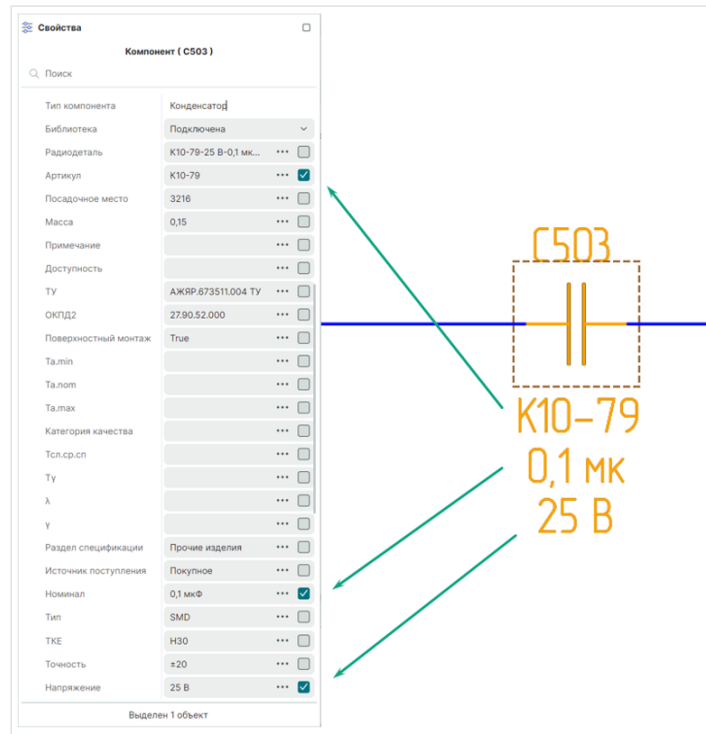 Свойства
Компонент ( C503 )
Поиск
Тип компонента Конденсатор
Библиотека Подключена
Радиодеталь К10-79-25 В-0,1 мк... ...
Артикул К10-79 ...
Посадочное место 3216 ...
Масса 0,15 ...
Примечание ...
Доступность ...
ТУ АЖЯР.673511.004 ТУ ...
ОКПД2 27.90.52.000 ...
Поверхностный монтаж True ...
Ta.min ...
Ta.nom ...
Ta.max ...
Категория качества ...
Тсл.ср.сп ...
Тγ ...
λ ...
γ ...
Раздел спецификации Прочие изделия ...
Источник поступления Покупное ...
Номинал 0,1 мкФ ...
Тип SMD ...
ТКЕ Н30 ...
Точность ±20 ...
Напряжение 25 В ...
Выделен 1 объект
C503
К10-79
0,1 мк
25 В